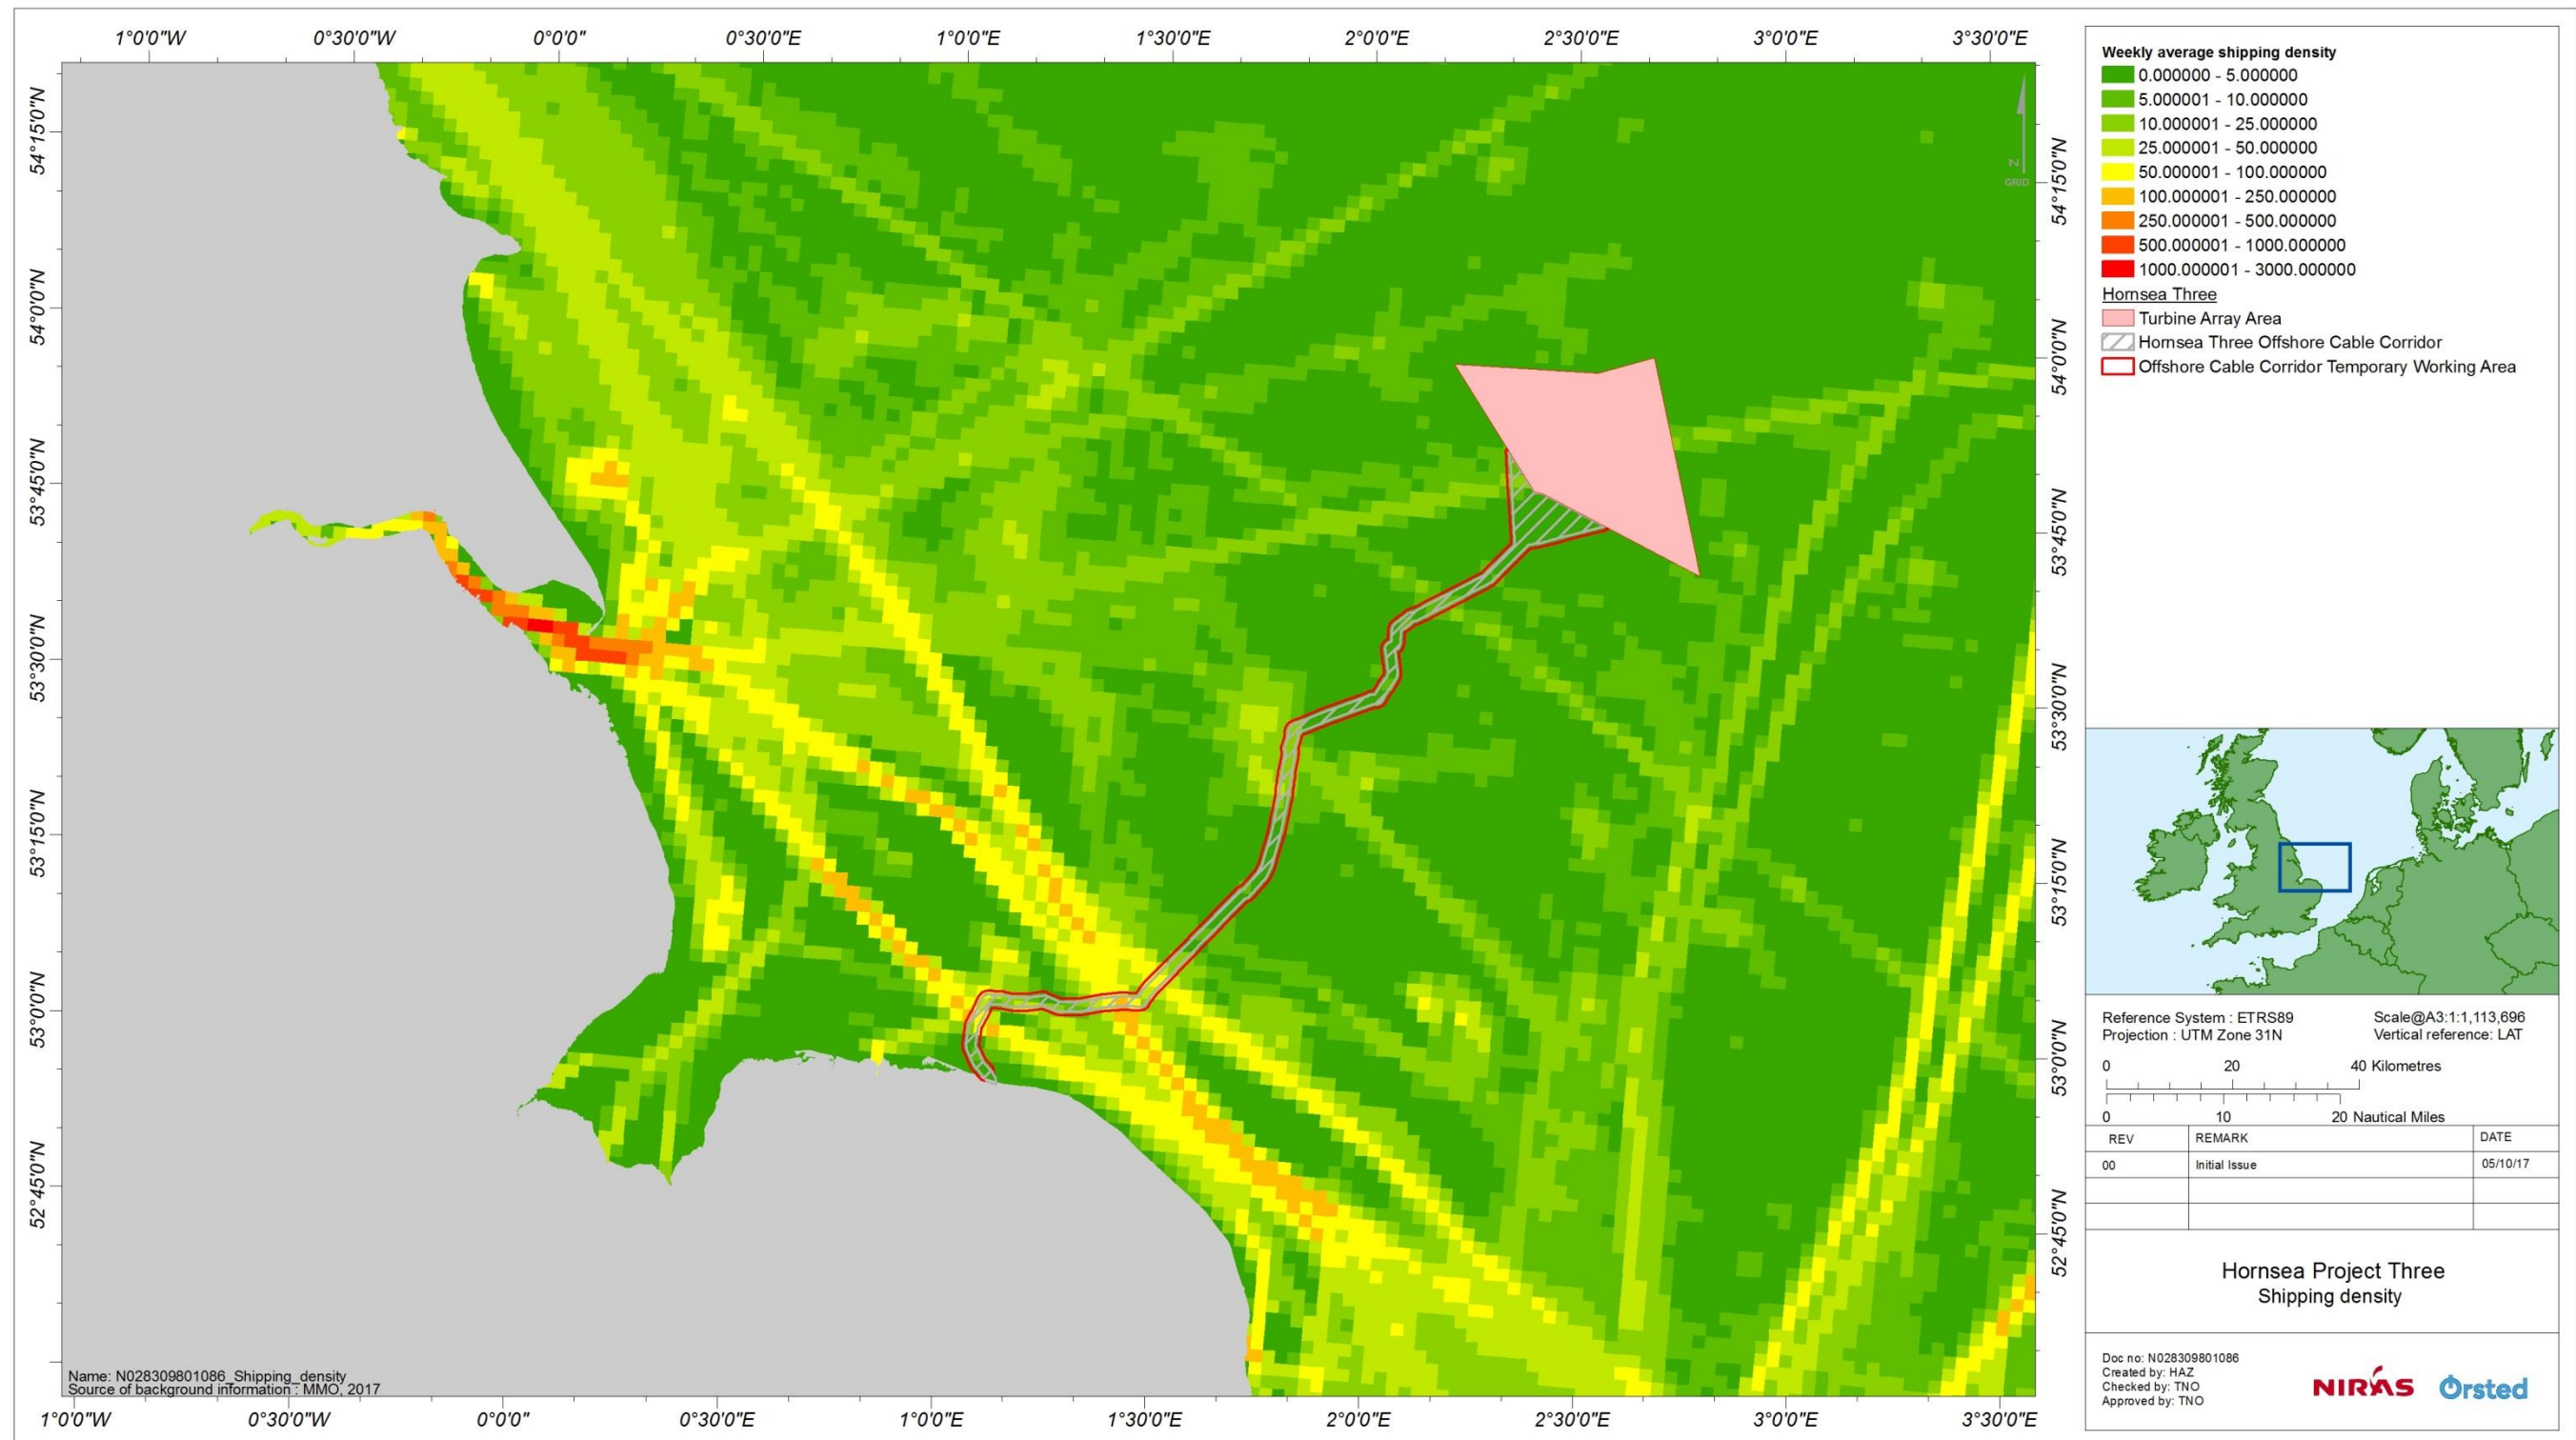 1°0'0"W 0°30'0"W 0°0'0" 0°30'0"E 1°0'0"E 1°30'0"E 2°0'0"E 2°30'0"E 3°0'0"E 3°30'0"E
54°15'0"N
54°0'0"N
53°45'0"N
53°30'0"N
53°15'0"N
53°0'0"N
52°45'0"N
N
GRID
54°15'0"N
54°0'0"N
53°45'0"N
53°30'0"N
53°15'0"N
53°0'0"N
52°45'0"N
Name: N028309801086_Shipping_density
Source of background information : MMO, 2017
1°0'0"W 0°30'0"W 0°0'0" 0°30'0"E 1°0'0"E 1°30'0"E 2°0'0"E 2°30'0"E 3°0'0"E 3°30'0"E
Weekly average shipping density
0.000000 - 5.000000
5.000001 - 10.000000
10.000001 - 25.000000
25.000001 - 50.000000
50.000001 - 100.000000
100.000001 - 250.000000
250.000001 - 500.000000
500.000001 - 1000.000000
1000.000001 - 3000.000000
Hornsea Three
Turbine Array Area
Hornsea Three Offshore Cable Corridor
Offshore Cable Corridor Temporary Working Area
Reference System : ETRS89 Scale@A3:1:1,113,696
Projection : UTM Zone 31N Vertical reference: LAT
0 20 40 Kilometres
0 10 20 Nautical Miles
REV REMARK DATE
00 Initial Issue 05/10/17
Hornsea Project Three
Shipping density
Doc no: N028309801086
Created by: HAZ
Checked by: TNO
Approved by: TNO
NIRAS Ørsted